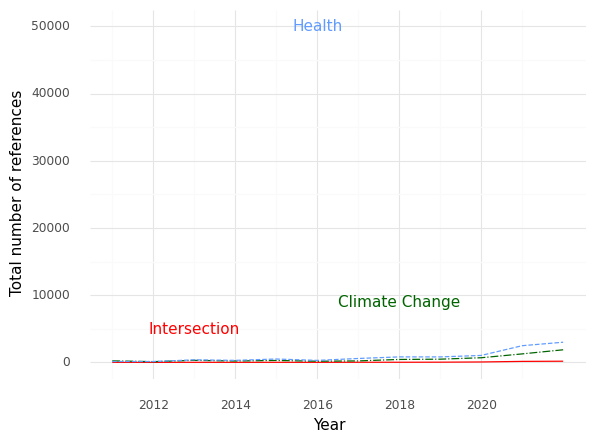 50000
Health
40000
30000
20000
Total number of references
10000
Climate Change
Intersection
0
2012 2014 2016 2018 2020
Year